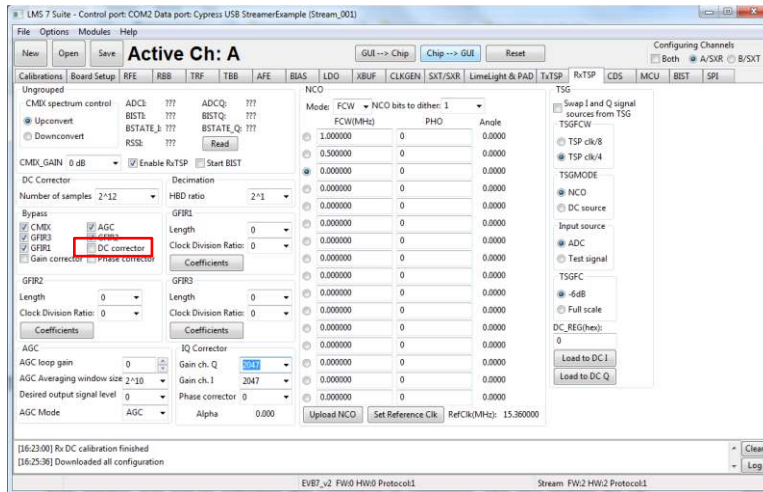 LMS 7 Suite - Control port: COM2 Data port: Cypress USB StreamerExample (Stream_001)
File Options Modules Help
New Open Save Active Ch: A GUI --> Chip Chip --> GUI Reset
Configuring Channels
Both A/SXR B/SXT
Calibrations Board Setup RFE RBB TRF TBB AFE BIAS LDO XBUF CLKGEN SXT/SXR LimeLight & PAD TxTSP RxTSP CDS MCU BIST SPI
Ungrouped
CMIX spectrum control
Upconvert
Downconvert
ADCI: ??? ADCQ: ???
BISTI: ??? BISTQ: ???
BSTATE_I: ??? BSTATE_Q: ???
RSSI: ??? Read
CMIX_GAIN 0 dB Enable RxTSP Start BIST
DC Corrector
Number of samples 2^12
Decimation
HBD ratio 2^1
Bypass
CMIX AGC
GFIR3 GFIR2
GFIR1 DC corrector
Gain corrector Phase corrector
GFIR1
Length 0
Clock Division Ratio: 0
Coefficients
GFIR2
Length 0
Clock Division Ratio: 0
Coefficients
GFIR3
Length 0
Clock Division Ratio: 0
Coefficients
AGC
AGC loop gain 0
AGC Averaging window size 2^10
Desired output signal level 0
AGC Mode AGC
IQ Corrector
Gain ch. Q 2047
Gain ch. I 2047
Phase corrector 0
Alpha 0.000
NCO
Mode: FCW NCO bits to dither: 1
FCW(MHz) PHO Angle
1.000000 0 0.0000
0.500000 0 0.0000
0.000000 0 0.0000
0.000000 0 0.0000
0.000000 0 0.0000
0.000000 0 0.0000
0.000000 0 0.0000
0.000000 0 0.0000
0.000000 0 0.0000
0.000000 0 0.0000
0.000000 0 0.0000
0.000000 0 0.0000
0.000000 0 0.0000
0.000000 0 0.0000
0.000000 0 0.0000
0.000000 0 0.0000
Upload NCO Set Reference Clk RefClk(MHz): 15.360000
TSG
Swap I and Q signal
sources from TSG
TSGFCW
TSP clk/8
TSP clk/4
TSGMODE
NCO
DC source
Input source
ADC
Test signal
TSGFC
-6dB
Full scale
DC_REG(hex):
0
Load to DC I
Load to DC Q
[16:23:00] Rx DC calibration finished
[16:25:36] Downloaded all configuration
Clear
Log
EVB7_v2 FW:0 HW:0 Protocol:1 Stream FW:2 HW:2 Protocol:1